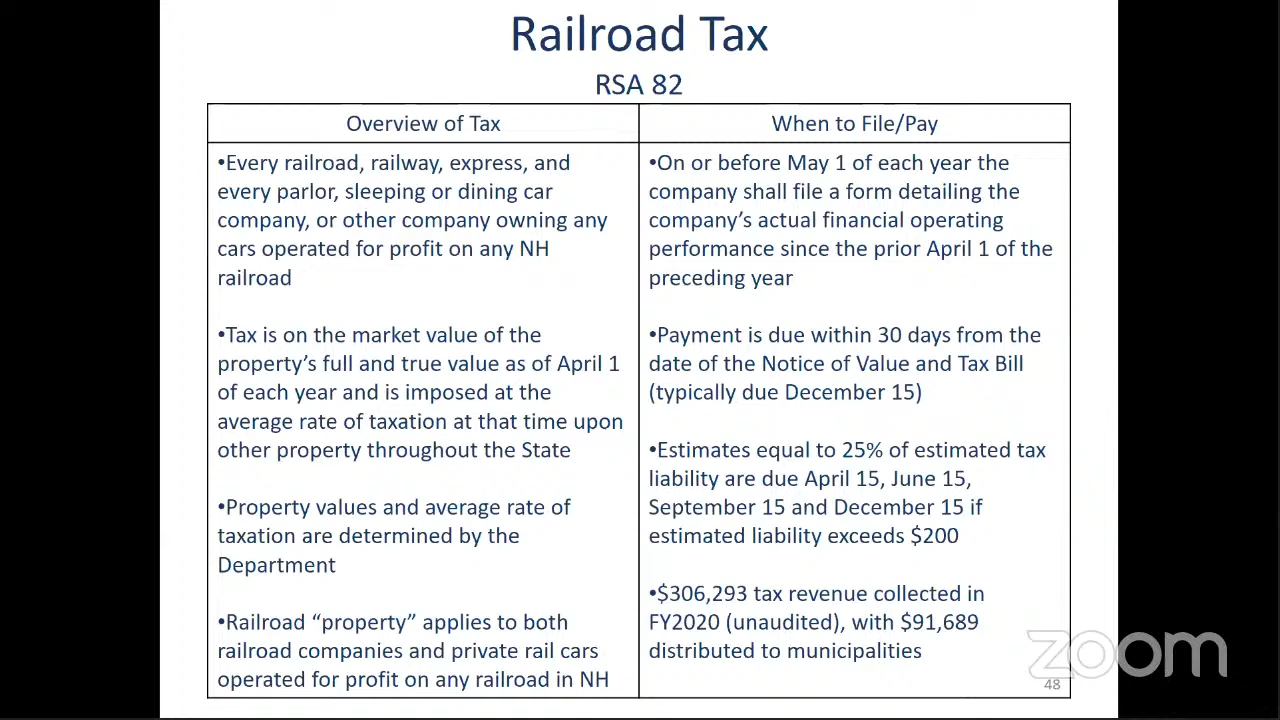 Railroad Tax
RSA 82
Overview of Tax
•Every railroad, railway, express, and
every parlor, sleeping or dining car
company, or other company owning any
cars operated for profit on any NH
railroad
•Tax is on the market value of the
property’s full and true value as of April 1
of each year and is imposed at the
average rate of taxation at that time upon
other property throughout the State
•Property values and average rate of
taxation are determined by the
Department
•Railroad “property” applies to both
railroad companies and private rail cars
operated for profit on any railroad in NH
When to File/Pay
•On or before May 1 of each year the
company shall file a form detailing the
company’s actual financial operating
performance since the prior April 1 of the
preceding year
•Payment is due within 30 days from the
date of the Notice of Value and Tax Bill
(typically due December 15)
•Estimates equal to 25% of estimated tax
liability are due April 15, June 15,
September 15 and December 15 if
estimated liability exceeds $200
•$306,293 tax revenue collected in
FY2020 (unaudited), with $91,689
distributed to municipalities
zoom
48